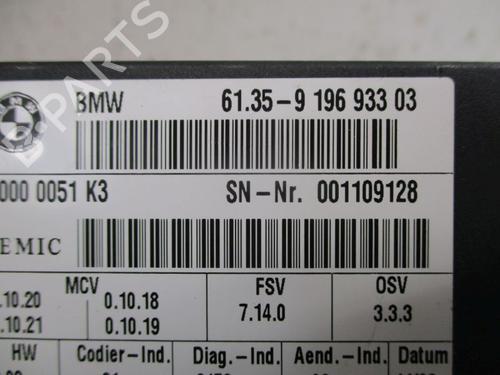 B-PARTS
BMW 61.35-9 196 933 03
000 0051 K3 SN-Nr. 001109128
EMIC
MCV FSV OSV
.10.20 0.10.18 7.14.0 3.3.3
.10.21 0.10.19
HW Codier-Ind. Diag.-Ind. Aend.-Ind. Datum